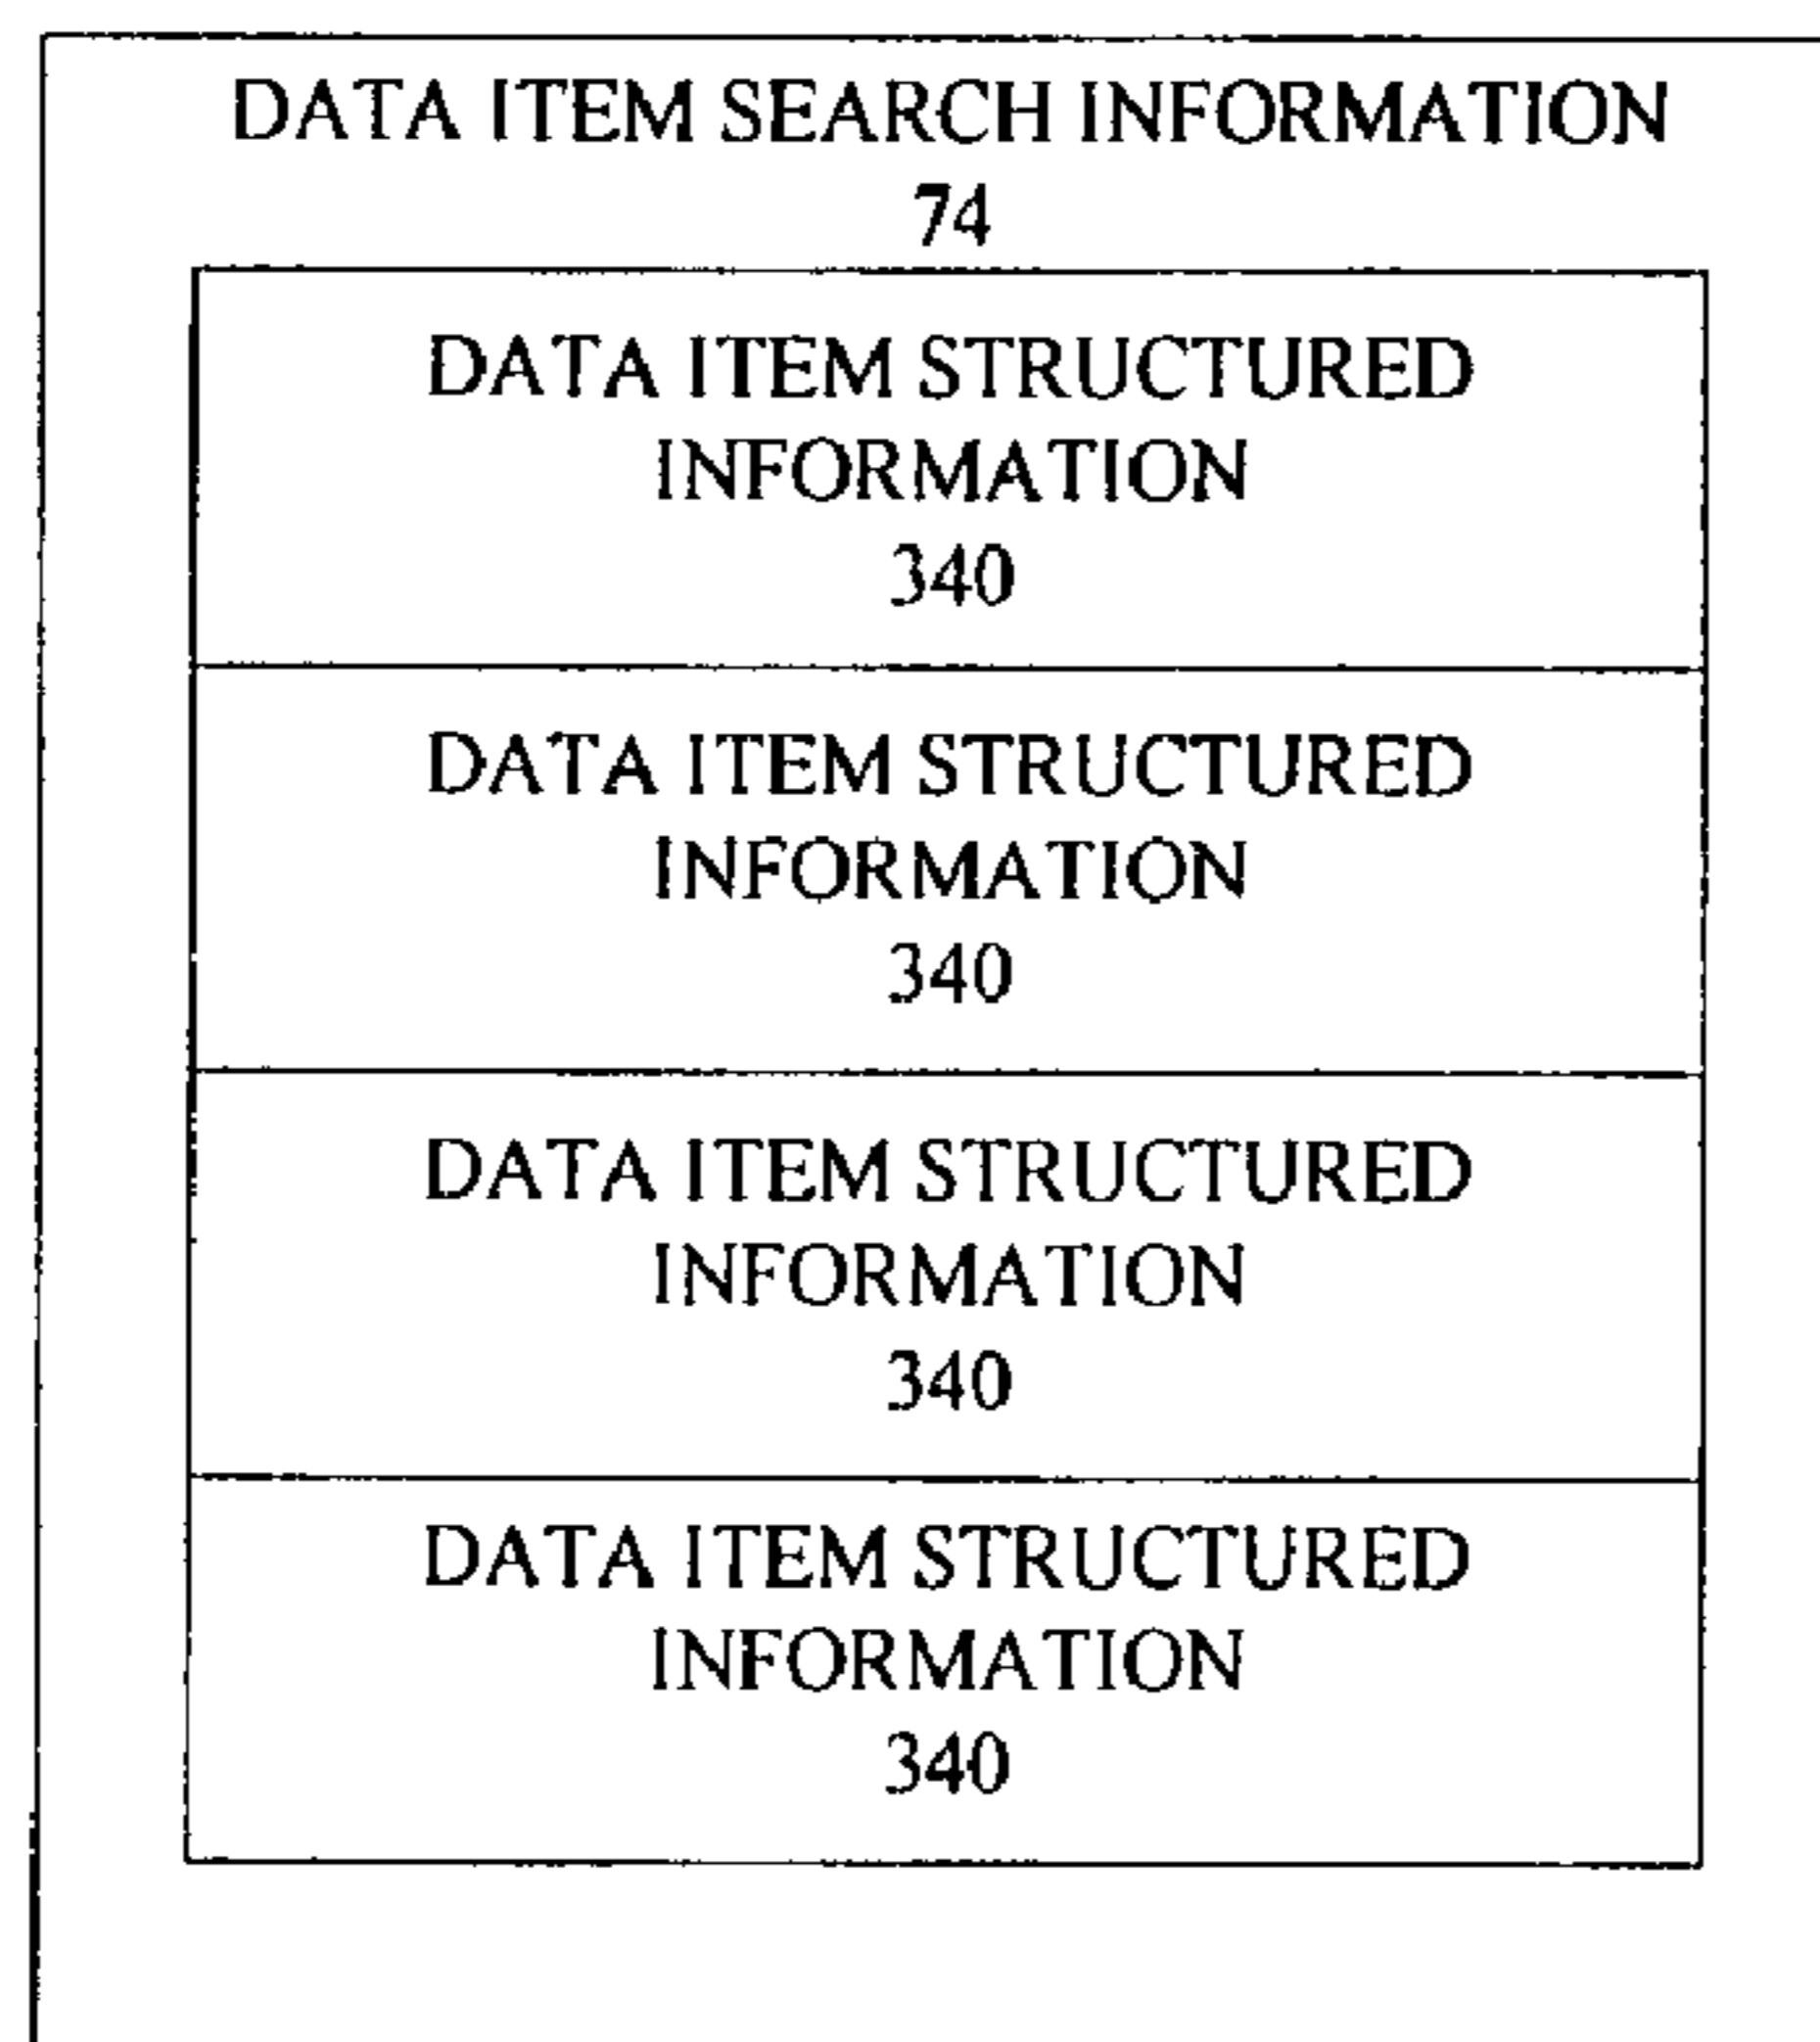 DATA ITEM SEARCH INFORMATION
74
DATA ITEM STRUCTURED
INFORMATION
340
DATA ITEM STRUCTURED
INFORMATION
340
DATA ITEM STRUCTURED
INFORMATION
340
DATA ITEM STRUCTURED
INFORMATION
340